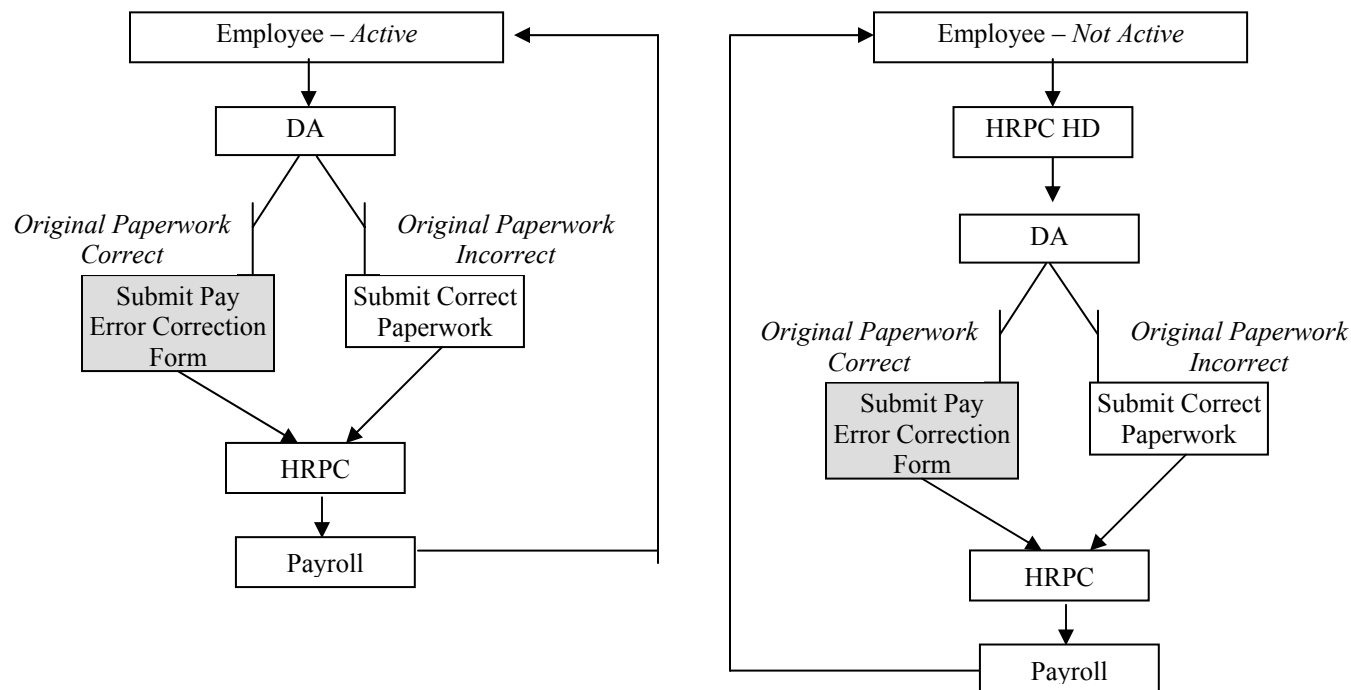 Employee – Active
DA
Original Paperwork
Correct
Original Paperwork
Incorrect
Submit Pay
Error Correction
Form
Submit Correct
Paperwork
HRPC
Payroll
Employee – Not Active
HRPC HD
DA
Original Paperwork
Correct
Original Paperwork
Incorrect
Submit Pay
Error Correction
Form
Submit Correct
Paperwork
HRPC
Payroll